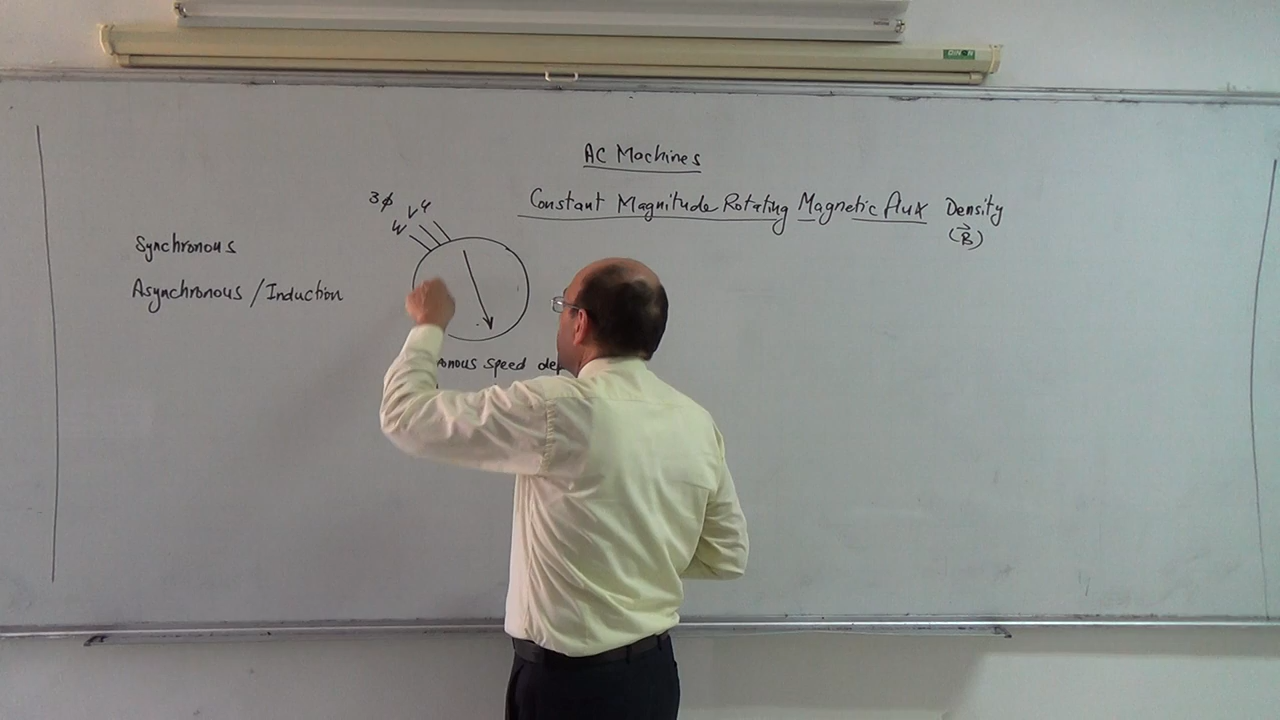 AC Machines
Constant Magnitude Rotating Magnetic flux Density
(B)
3φ
W V U
Synchronous
Asynchronous / Induction
speed